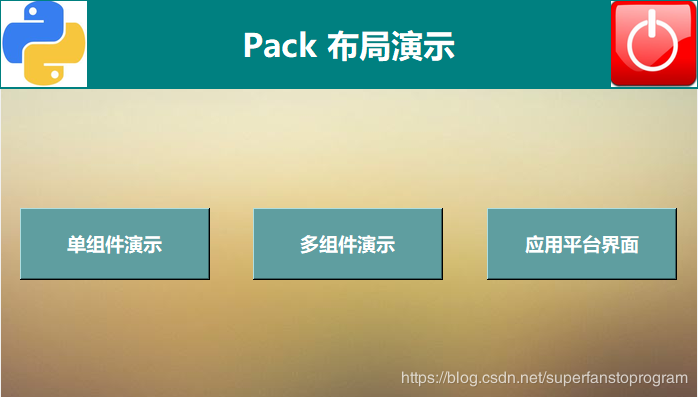 Pack 布局演示
单组件演示
多组件演示
应用平台界面
https://blog.csdn.net/superfanstoprogram